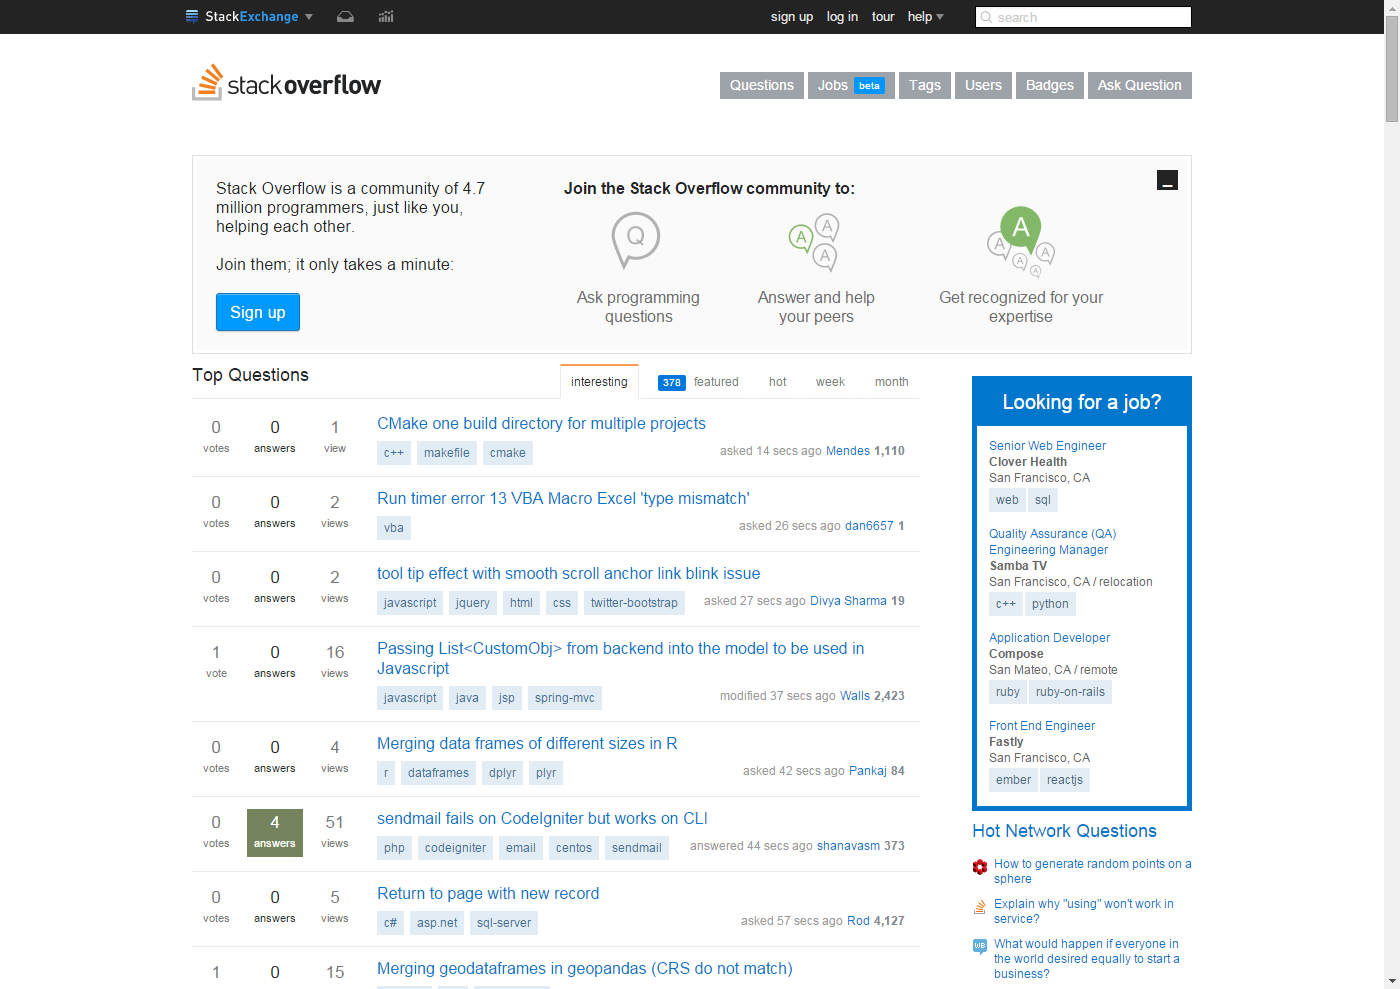 StackExchange
sign up log in tour help
search
stackoverflow
Questions Jobs beta Tags Users Badges Ask Question
Stack Overflow is a community of 4.7
million programmers, just like you,
helping each other.
Join them; it only takes a minute:
Sign up
Join the Stack Overflow community to:
Q
A
A
A
A
A
A
A
A
Ask programming
questions
Answer and help
your peers
Get recognized for your
expertise
Top Questions
interesting 378 featured hot week month
0 votes 0 answers 1 view
CMake one build directory for multiple projects
c++ makefile cmake
asked 14 secs ago Mendes 1,110
0 votes 0 answers 2 views
Run timer error 13 VBA Macro Excel 'type mismatch'
vba
asked 26 secs ago dan6657 1
0 votes 0 answers 2 views
tool tip effect with smooth scroll anchor link blink issue
javascript jquery html css twitter-bootstrap
asked 27 secs ago Divya Sharma 19
1 vote 0 answers 16 views
Passing List<CustomObj> from backend into the model to be used in
Javascript
javascript java jsp spring-mvc
modified 37 secs ago Walls 2,423
0 votes 0 answers 4 views
Merging data frames of different sizes in R
r dataframes dplyr plyr
asked 42 secs ago Pankaj 84
0 votes 4 answers 51 views
sendmail fails on CodeIgniter but works on CLI
php codeigniter email centos sendmail
answered 44 secs ago shanavasm 373
0 votes 0 answers 5 views
Return to page with new record
c# asp.net sql-server
asked 57 secs ago Rod 4,127
1 0 15
Merging geodataframes in geopandas (CRS do not match)
Looking for a job?
Senior Web Engineer
Clover Health
San Francisco, CA
web sql
Quality Assurance (QA)
Engineering Manager
Samba TV
San Francisco, CA / relocation
c++ python
Application Developer
Compose
San Mateo, CA / remote
ruby ruby-on-rails
Front End Engineer
Fastly
San Francisco, CA
ember reactjs
Hot Network Questions
How to generate random points on a
sphere
Explain why "using" won't work in
service?
WB
What would happen if everyone in
the world desired equally to start a
business?